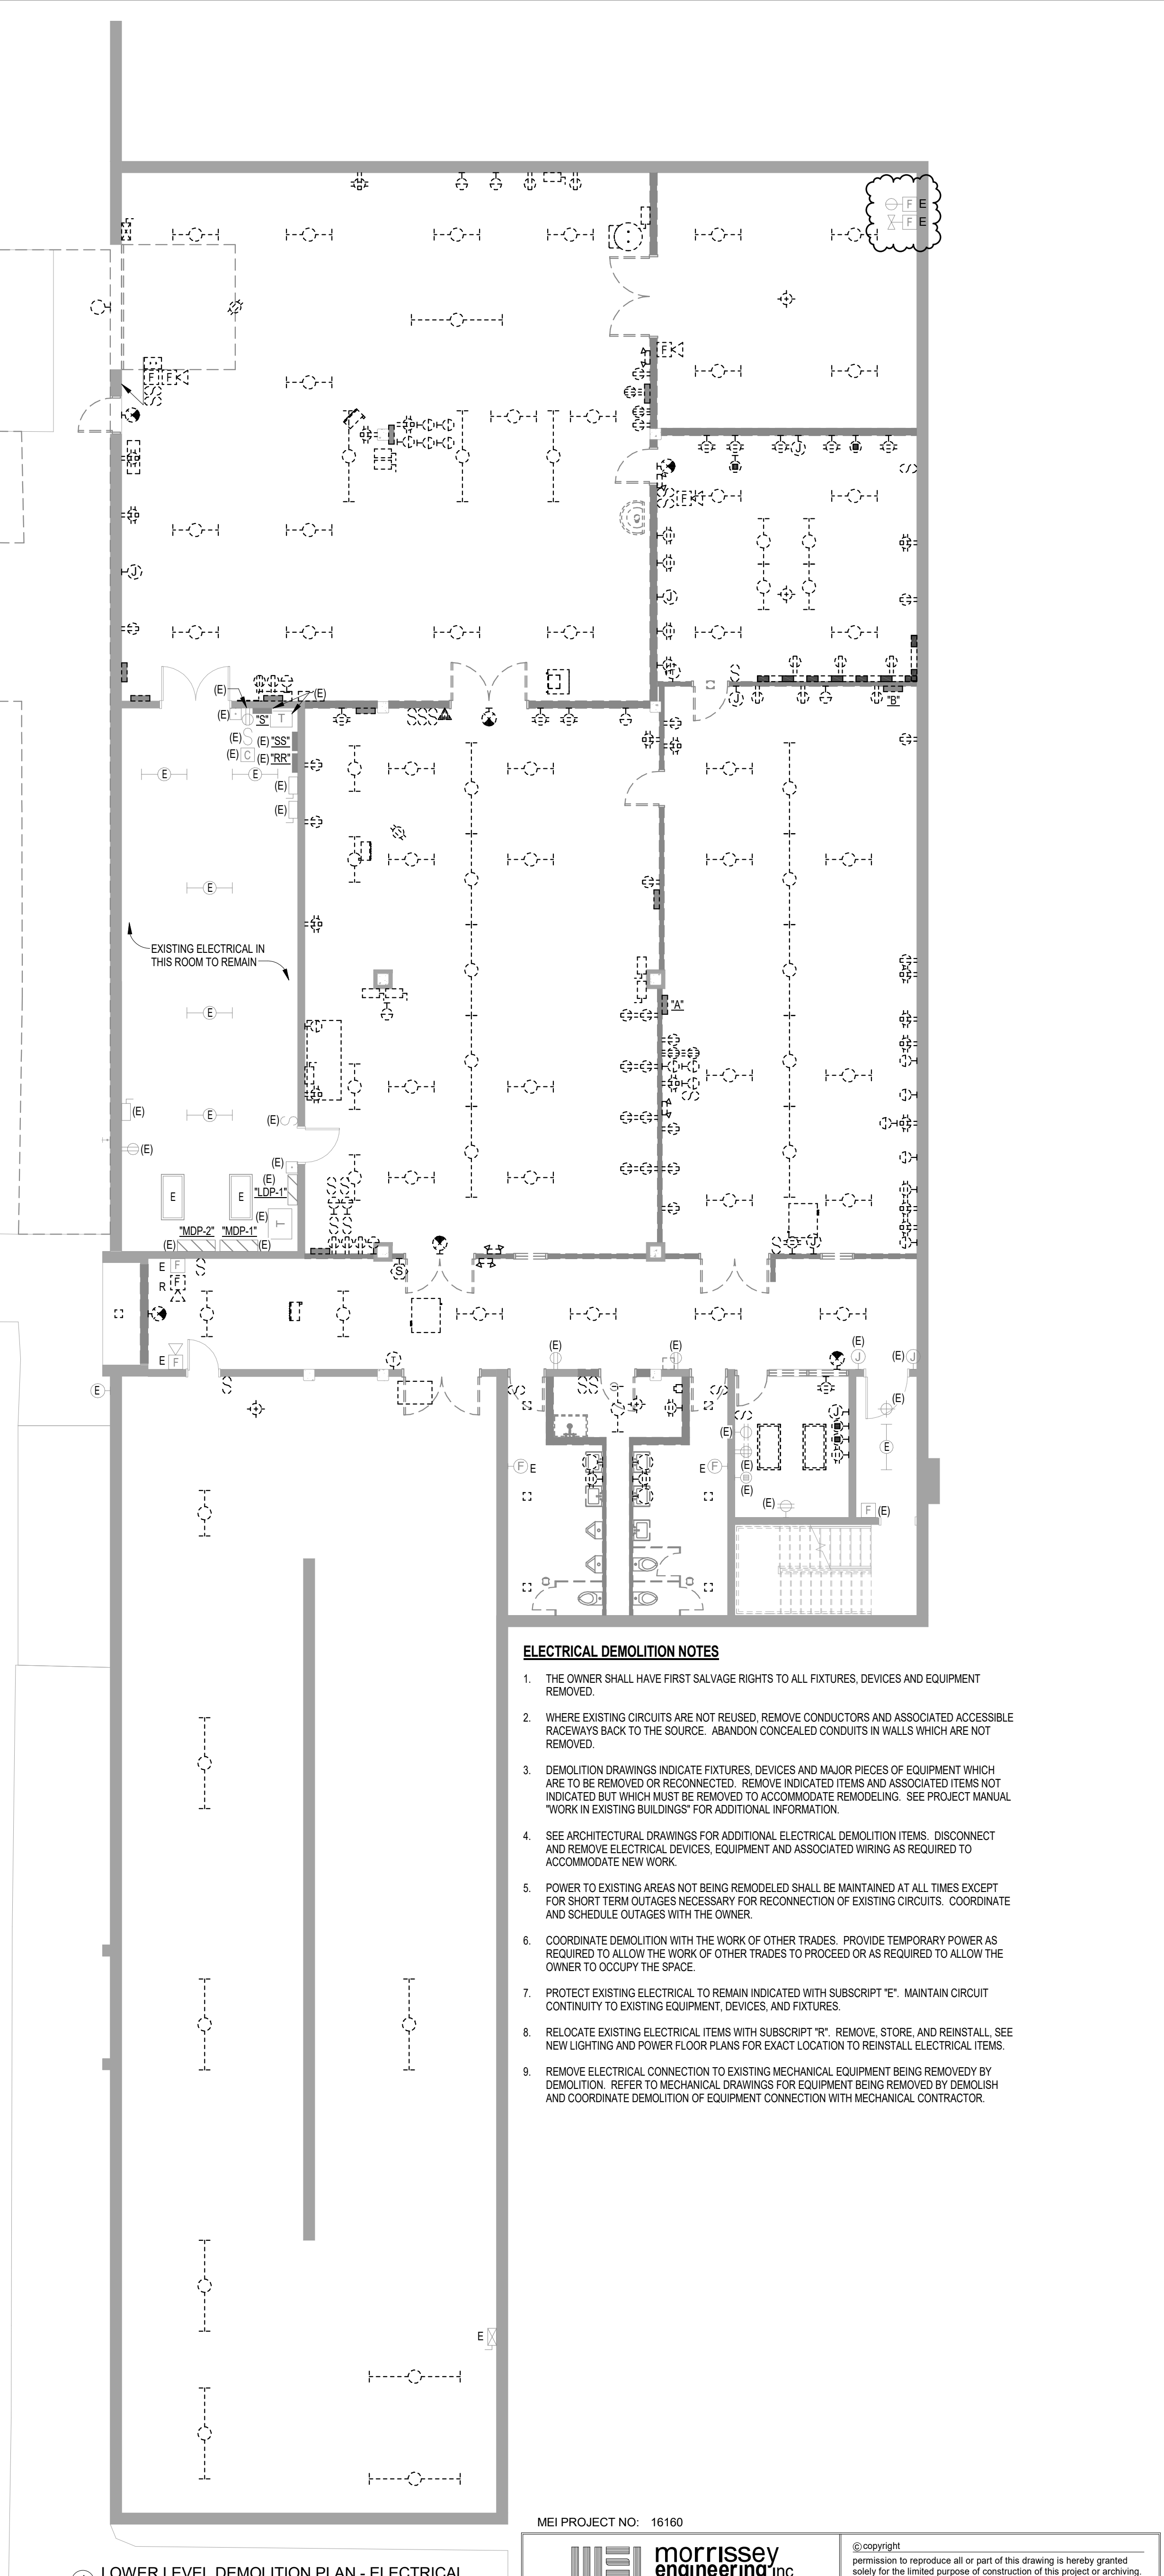 F E
F E
F
F F
J
J
F
J
F
J
"B"
(E)
(E)
(E)
"S"
T
(E) S
(E) "SS"
(E) C
(E) "RR"
(E)
(E)
E
E
SSS
E
EXISTING ELECTRICAL IN
THIS ROOM TO REMAIN
E
"A"
E
(E)
(E) S
(E)
(E)
(E)
"LDP-1"
E
E
(E)
T
"MDP-2" "MDP-1"
(E)
(E)
E F
R F
S
S
J
E F
T
(E)
(E)
(E)
(E) J
J
E
(E)
(E)
J
E
F E
E F
(E)
(E)
(E)
F (E)
ELECTRICAL DEMOLITION NOTES
1. THE OWNER SHALL HAVE FIRST SALVAGE RIGHTS TO ALL FIXTURES, DEVICES AND EQUIPMENT
REMOVED.
2. WHERE EXISTING CIRCUITS ARE NOT REUSED, REMOVE CONDUCTORS AND ASSOCIATED ACCESSIBLE
RACEWAYS BACK TO THE SOURCE. ABANDON CONCEALED CONDUITS IN WALLS WHICH ARE NOT
REMOVED.
3. DEMOLITION DRAWINGS INDICATE FIXTURES, DEVICES AND MAJOR PIECES OF EQUIPMENT WHICH
ARE TO BE REMOVED OR RECONNECTED. REMOVE INDICATED ITEMS AND ASSOCIATED ITEMS NOT
INDICATED BUT WHICH MUST BE REMOVED TO ACCOMMODATE REMODELING. SEE PROJECT MANUAL
"WORK IN EXISTING BUILDINGS" FOR ADDITIONAL INFORMATION.
4. SEE ARCHITECTURAL DRAWINGS FOR ADDITIONAL ELECTRICAL DEMOLITION ITEMS. DISCONNECT
AND REMOVE ELECTRICAL DEVICES, EQUIPMENT AND ASSOCIATED WIRING AS REQUIRED TO
ACCOMMODATE NEW WORK.
5. POWER TO EXISTING AREAS NOT BEING REMODELED SHALL BE MAINTAINED AT ALL TIMES EXCEPT
FOR SHORT TERM OUTAGES NECESSARY FOR RECONNECTION OF EXISTING CIRCUITS. COORDINATE
AND SCHEDULE OUTAGES WITH THE OWNER.
6. COORDINATE DEMOLITION WITH THE WORK OF OTHER TRADES. PROVIDE TEMPORARY POWER AS
REQUIRED TO ALLOW THE WORK OF OTHER TRADES TO PROCEED OR AS REQUIRED TO ALLOW THE
OWNER TO OCCUPY THE SPACE.
7. PROTECT EXISTING ELECTRICAL TO REMAIN INDICATED WITH SUBSCRIPT "E". MAINTAIN CIRCUIT
CONTINUITY TO EXISTING EQUIPMENT, DEVICES, AND FIXTURES.
8. RELOCATE EXISTING ELECTRICAL ITEMS WITH SUBSCRIPT "R". REMOVE, STORE, AND REINSTALL, SEE
NEW LIGHTING AND POWER FLOOR PLANS FOR EXACT LOCATION TO REINSTALL ELECTRICAL ITEMS.
9. REMOVE ELECTRICAL CONNECTION TO EXISTING MECHANICAL EQUIPMENT BEING REMOVEDY BY
DEMOLITION. REFER TO MECHANICAL DRAWINGS FOR EQUIPMENT BEING REMOVED BY DEMOLISH
AND COORDINATE DEMOLITION OF EQUIPMENT CONNECTION WITH MECHANICAL CONTRACTOR.
E
MEI PROJECT NO: 16160
morrissey
engineering inc
© copyright
permission to reproduce all or part of this drawing is hereby granted
solely for the limited purpose of construction of this project or archiving.
LOWER LEVEL DEMOLITION PLAN - ELECTRICAL